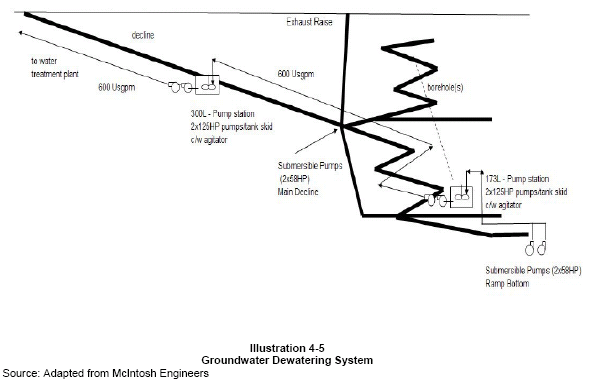 Exhaust Raise
decline
to water
treatment plant
600 Usgpm
600 Usgpm
borehole(s)
300L - Pump station
2x125HP pumps/tank skid
c/w agitator
Submersible Pumps
(2x58HP)
Main Decline
173L - Pump station
2x125HP pumps/tank skid
c/w agitator
Submersible Pumps (2x58HP)
Ramp Bottom
Illustration 4-5
Groundwater Dewatering System
Source: Adapted from McIntosh Engineers